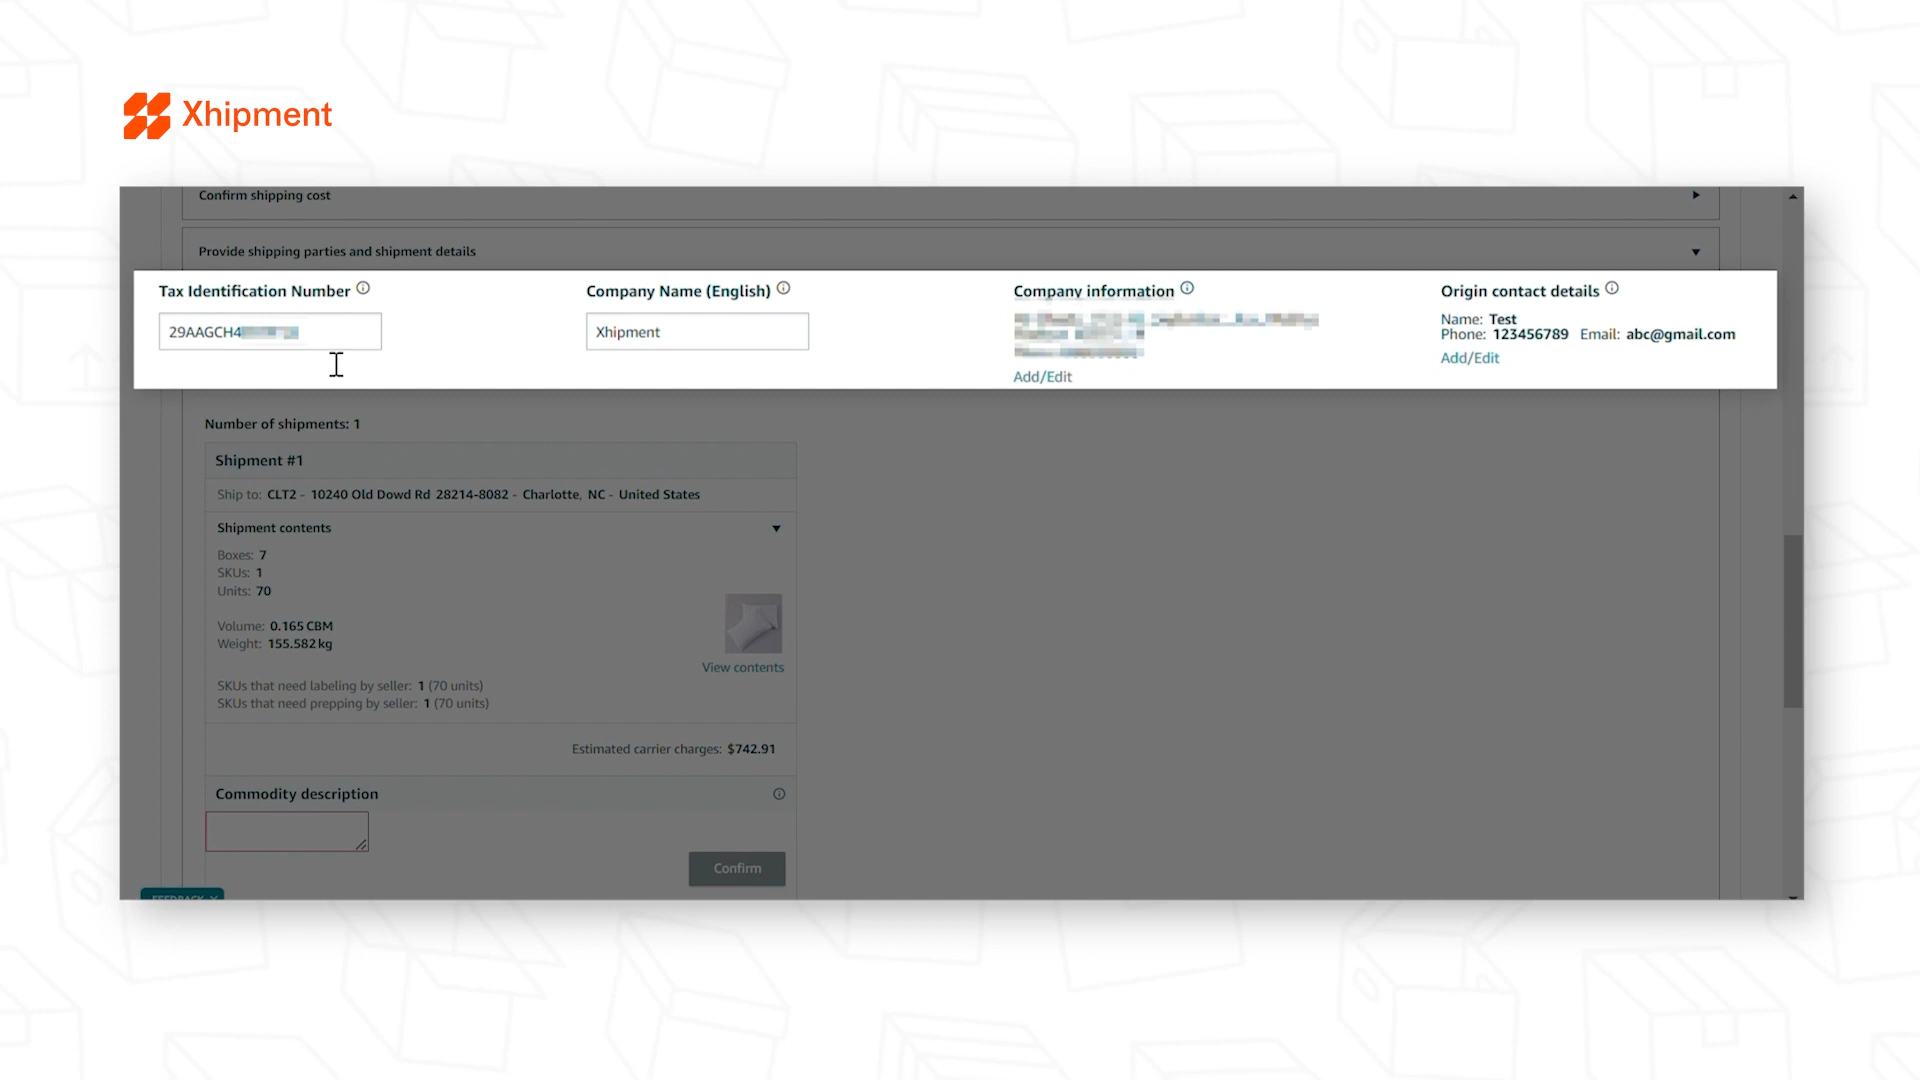 Xhipment
Confirm shipping cost
Provide shipping parties and shipment details
Tax Identification Number
Company Name (English)
Company information
Origin contact details
29AAGCH4
Xhipment
Name: Test
Phone: 123456789 Email: abc@gmail.com
Add/Edit
Add/Edit
Number of shipments: 1
Shipment #1
Ship to: CLT2 - 10240 Old Dowd Rd 28214-8082 - Charlotte, NC - United States
Shipment contents
Boxes: 7
SKUs: 1
Units: 70
Volume: 0.165 CBM
Weight: 155.582 kg
View contents
SKUs that need labeling by seller: 1 (70 units)
SKUs that need prepping by seller: 1 (70 units)
Estimated carrier charges: $742.91
Commodity description
Confirm
FEEDBACK